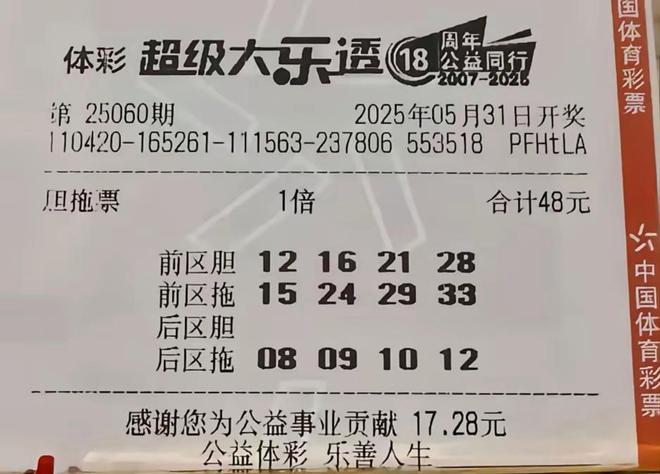 体彩 超级大乐透 18 周年 公益同行 2007-2025
第 25060期 2025年05月31日开奖
110420-165261-111563-237806 553518 PFHtLA
胆拖票 1倍 合计48元
前区胆 12 16 21 28
前区拖 15 24 29 33
后区胆
后区拖 08 09 10 12
感谢您为公益事业贡献 17.28元
公益体彩 乐善人生
国体育彩票
中国体育彩票